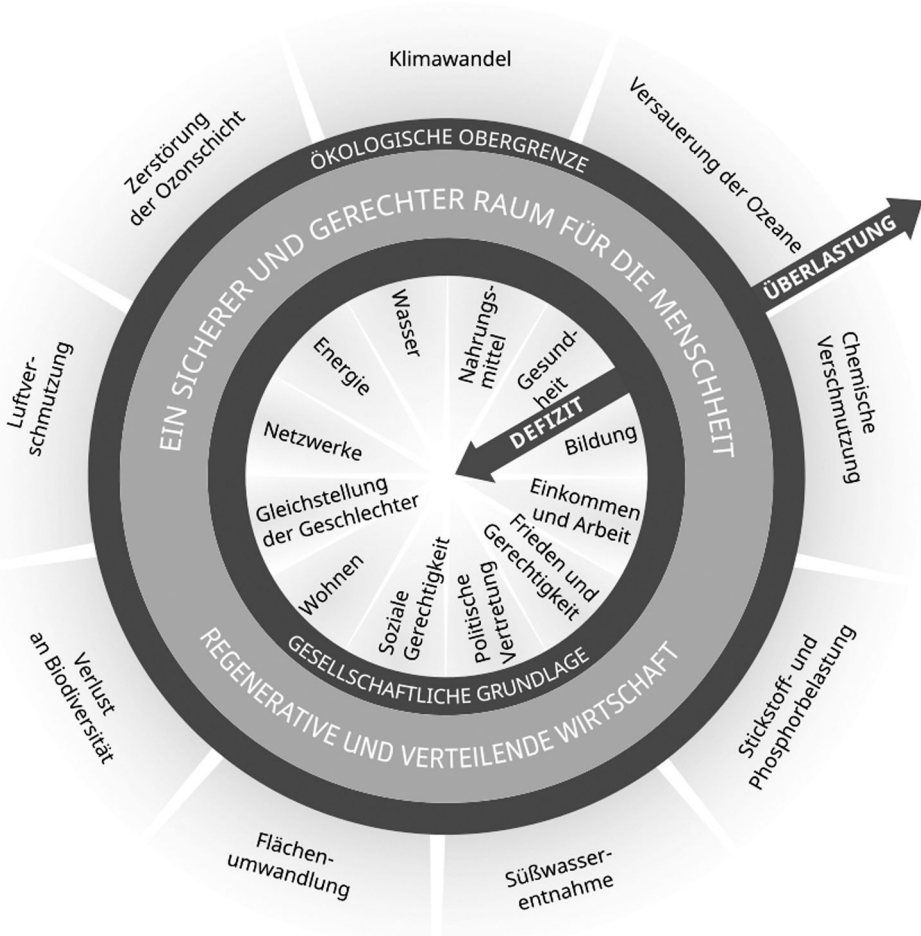 Klimawandel
Versauerung der Ozeane
ÜBERLASTUNG
Chemische
Verschmutzung
Stickstoff- und
Phosphorbelastung
Süßwasser-
entnahme
Flächen-
umwandlung
Verlust
an Biodiversität
Luftver-
schmutzung
Zerstörung
der Ozonschicht
ÖKOLOGISCHE OBERGRENZE
EIN SICHERER UND GERECHTER RAUM FÜR DIE MENSCHHEIT
Wasser
Nahrungs-
mittel
Gesund-
heit
DEFIZIT
Bildung
Einkommen
und Arbeit
Frieden und
Gerechtigkeit
Politische
Vertretung
Soziale
Gerechtigkeit
Wohnen
Gleichstellung
der Geschlechter
Netzwerke
Energie
GESELLSCHAFTLICHE GRUNDLAGE
REGENERATIVE UND VERTEILENDE WIRTSCHAFT